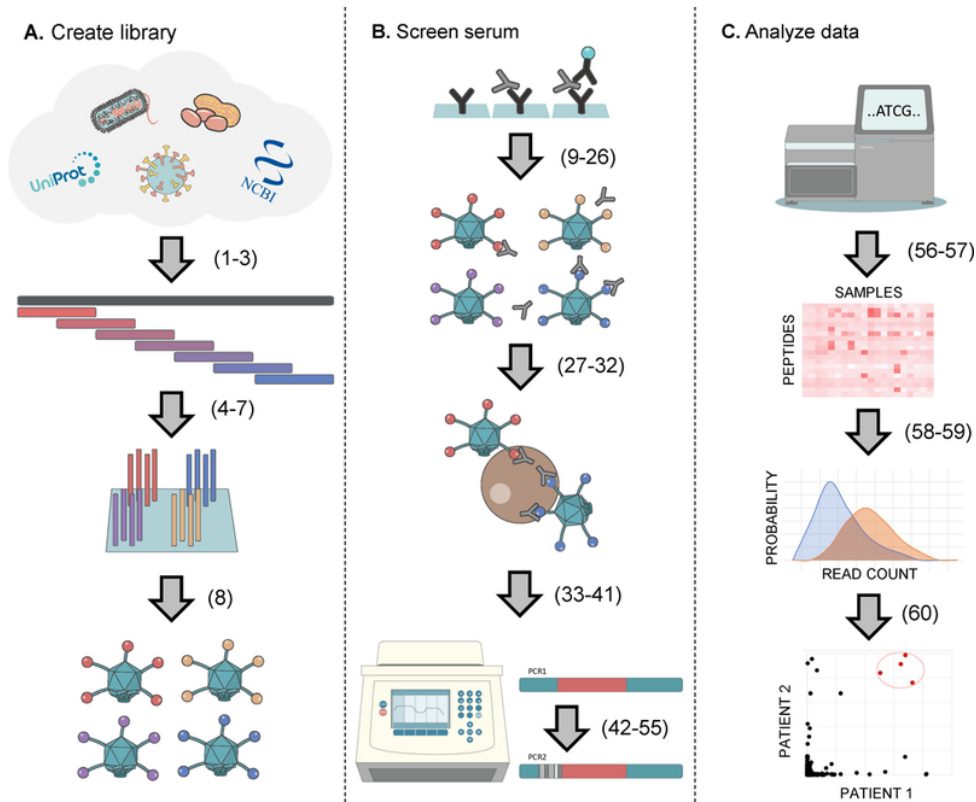 A. Create library
UniProt
NCBI
(1-3)
(4-7)
(8)
B. Screen serum
(9-26)
(27-32)
(33-41)
PCR1
(42-55)
PCR2
C. Analyze data
..ATCG..
(56-57)
SAMPLES
PEPTIDES
(58-59)
PROBABILITY
READ COUNT
(60)
PATIENT 2
PATIENT 1